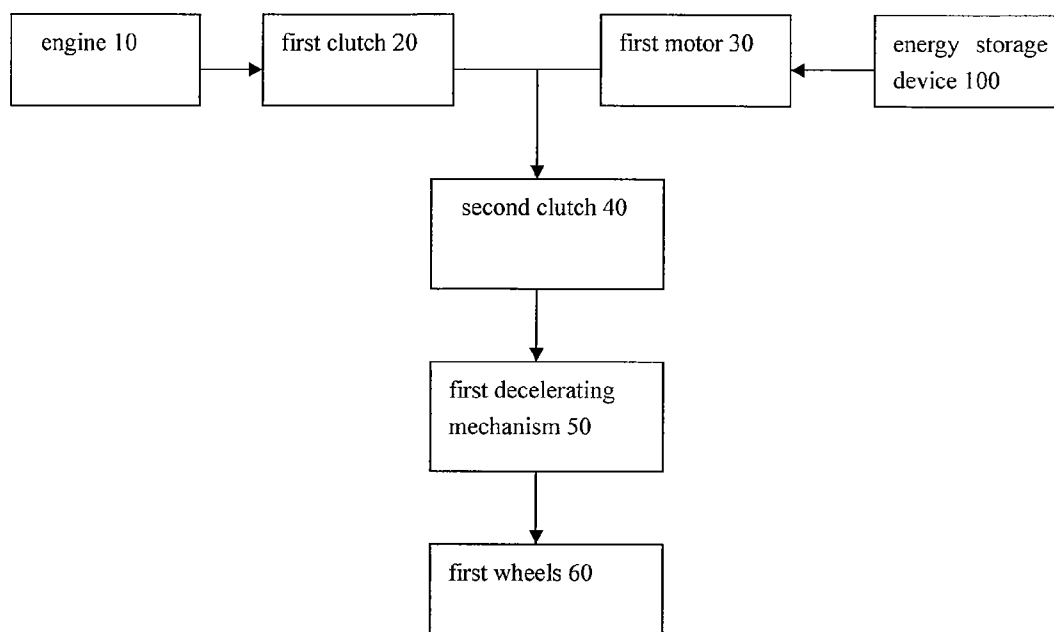 engine 10
first clutch 20
first motor 30
energy storage
device 100
second clutch 40
first decelerating
mechanism 50
first wheels 60